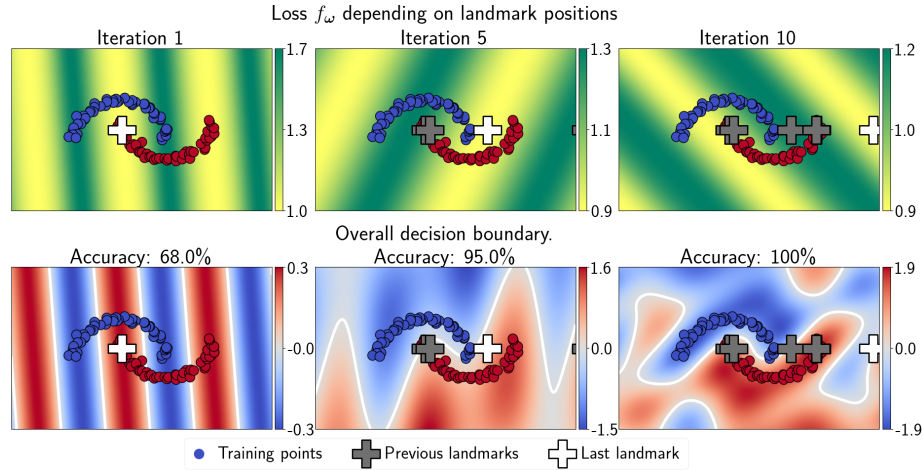 Loss f_ω depending on landmark positions
Iteration 1
Iteration 5
Iteration 10
1.7
1.3
1.0
1.3
1.1
0.9
1.2
1.0
0.9
Overall decision boundary.
Accuracy: 68.0%
Accuracy: 95.0%
Accuracy: 100%
0.3
-0.0
-0.3
1.6
0.0
-1.5
1.9
0.0
-1.9
Training points
Previous landmarks
Last landmark